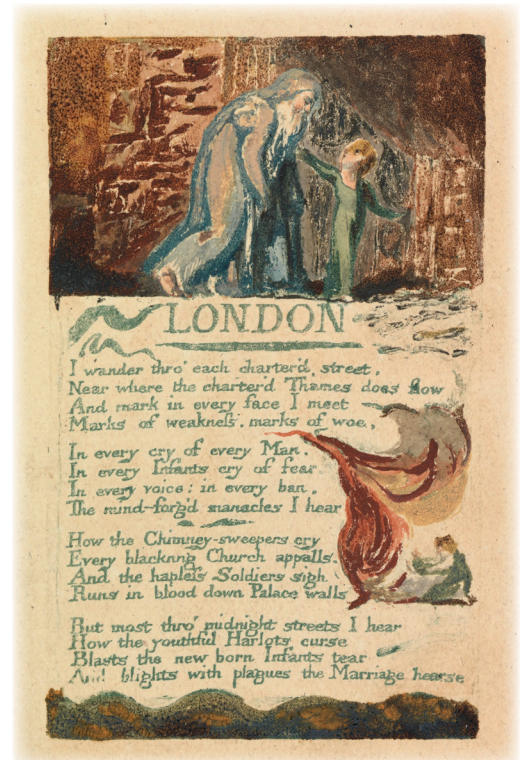 LONDON
I wander thro' each charter'd street,
Near where the charter'd Thames does flow
And mark in every face I meet
Marks of weakneſs, marks of woe,
In every cry of every Man,
In every Infants cry of fear
In every voice: in every ban,
The mind-forg'd manacles I hear
How the Chimney-sweepers cry
Every blackning Church appalls,
And the hapleſs Soldiers sigh
Runs in blood down Palace walls
But most thro' midnight streets I hear
How the youthful Harlots curse
Blasts the new born Infants tear
And blights with plagues the Marriage hearse